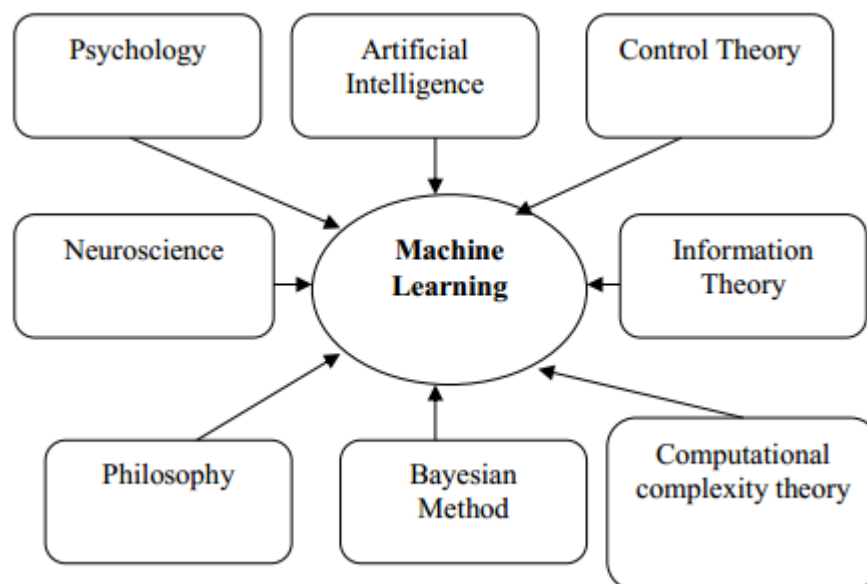 Psychology
Artificial
Intelligence
Control Theory
Neuroscience
Machine
Learning
Information
Theory
Philosophy
Bayesian
Method
Computational
complexity theory